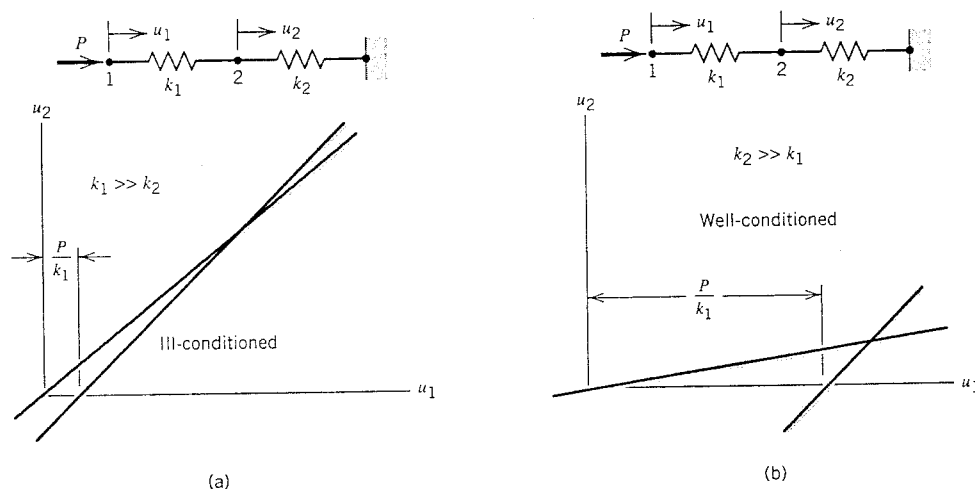 P u₁ u₂
1 k₁ 2 k₂
u₂
k₁ >> k₂
P
k₁
Ill-conditioned
u₁
(a)
P u₁ u₂
1 k₁ 2 k₂
u₂
k₂ >> k₁
Well-conditioned
P
k₁
u₁
(b)